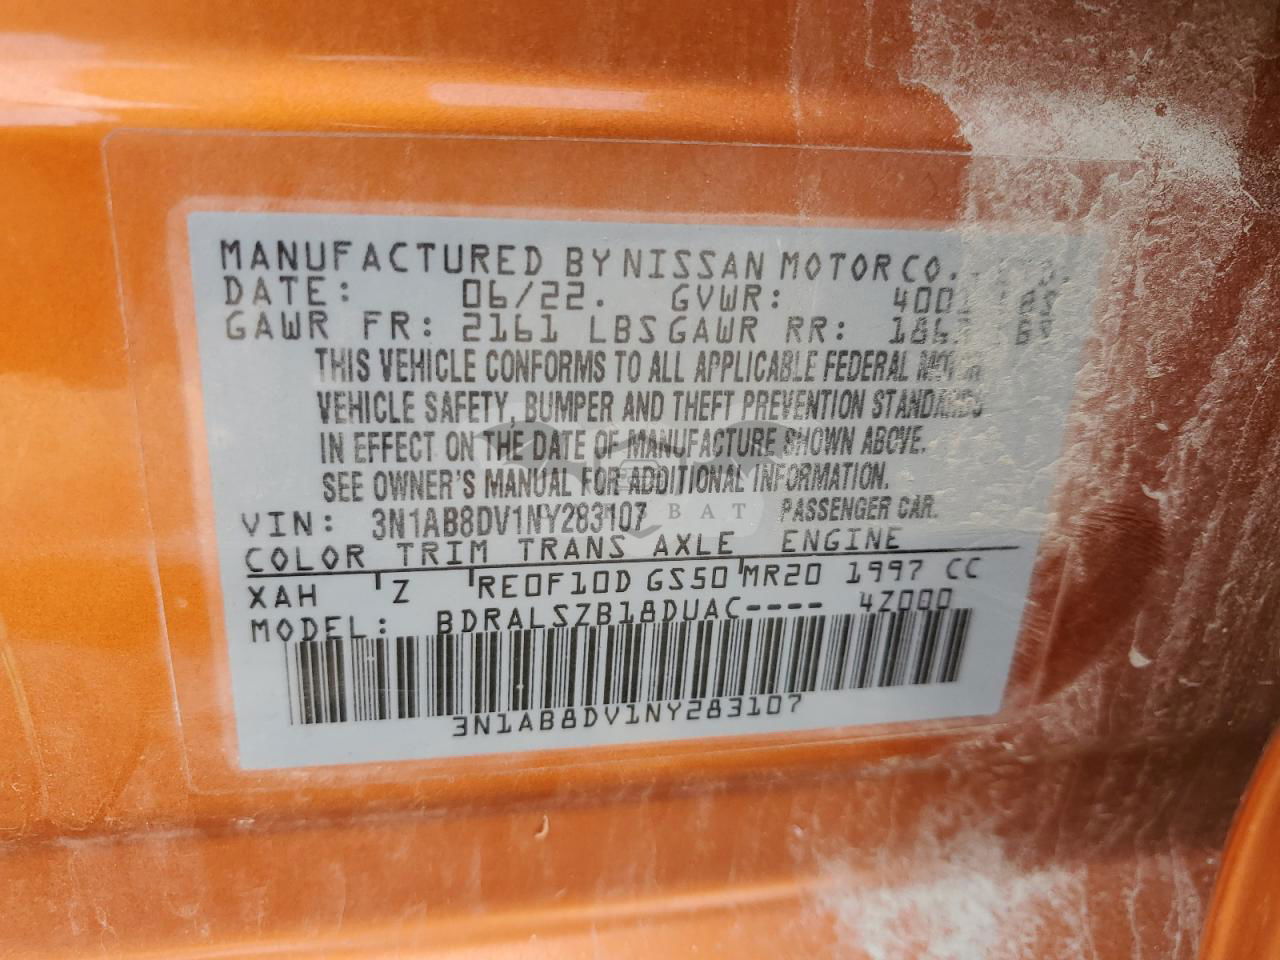 MANUFACTURED BY NISSAN MOTOR CO.
DATE: 06/22. GVWR:
GAWR FR: 2161 LBS GAWR RR:
THIS VEHICLE CONFORMS TO ALL APPLICABLE FEDERAL MOTOR
VEHICLE SAFETY, BUMPER AND THEFT PREVENTION STANDARDS
IN EFFECT ON THE DATE OF MANUFACTURE SHOWN ABOVE.
SEE OWNER'S MANUAL FOR ADDITIONAL INFORMATION.
VIN: 3N1AB8DV1NY283107 PASSENGER CAR.
BAT
COLOR TRIM TRANS AXLE ENGINE
XAH Z RE0F10D GS50 MR20 1997 CC
MODEL: BDRALSZB18DUAC---- 4Z000
3N1AB8DV1NY283107